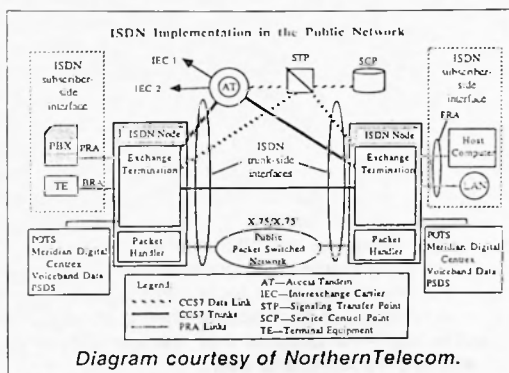 ISDN Implementation in the Public Network
IEC 1
IEC 2
AT
STP
SCP
ISDN
subscriber-
side
interface
PBX
PRA
TE
BRA
ISDN Node
Exchange
Termination
Packet
Handler
ISDN
trunk-side
interfaces
X.75/X.75'
Public
Packet Switched
Network
ISDN Node
Exchange
Termination
Packet
Handler
ISDN
subscriber-
side
interface
PRA
Host
Computer
LAN
POTS
Meridian Digital
Centrex
Voiceband Data
PSDS
Legend:
CCS7 Data Link
CCS7 Trunks
PRA Links
AT—Access Tandem
IEC—Interexchange Carrier
STP—Signaling Transfer Point
SCP—Service Control Point
TE—Terminal Equipment
POTS
Meridian Digital
Centrex
Voiceband Data
PSDS
Diagram courtesy of NorthernTelecom.